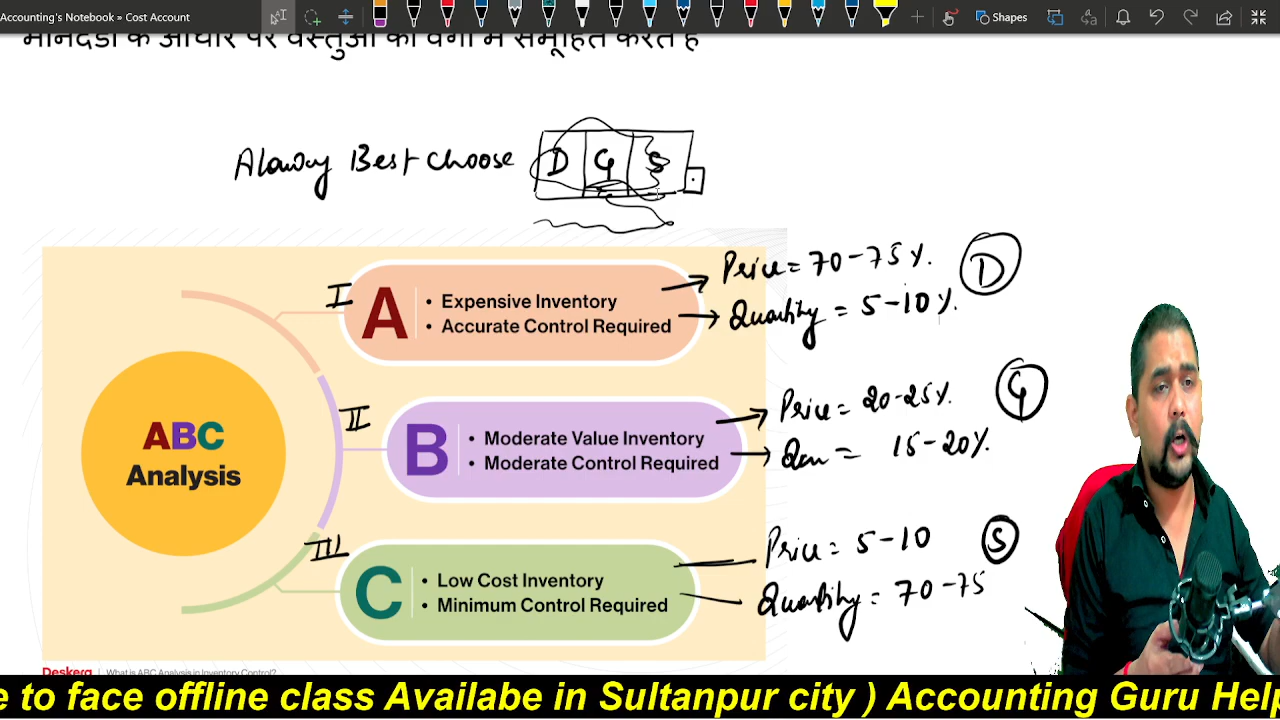 Accounting's Notebook » Cost Account
Shapes
मानदंडों के आधार पर वस्तुओं को वर्गों में समूहित करते हैं
Alaway Best Choose D G S
I
A
• Expensive Inventory
• Accurate Control Required
Price = 70-75%.
Quantity = 5-10%.
D
ABC
Analysis
II
B
• Moderate Value Inventory
• Moderate Control Required
Price = 20-25%.
Qan = 15-20%.
G
III
C
• Low Cost Inventory
• Minimum Control Required
Price = 5-10
Quantity = 70-75
S
Deskera What is ABC Analysis in Inventory Control?
e to face offline class Availabe in Sultanpur city ) Accounting Guru Help